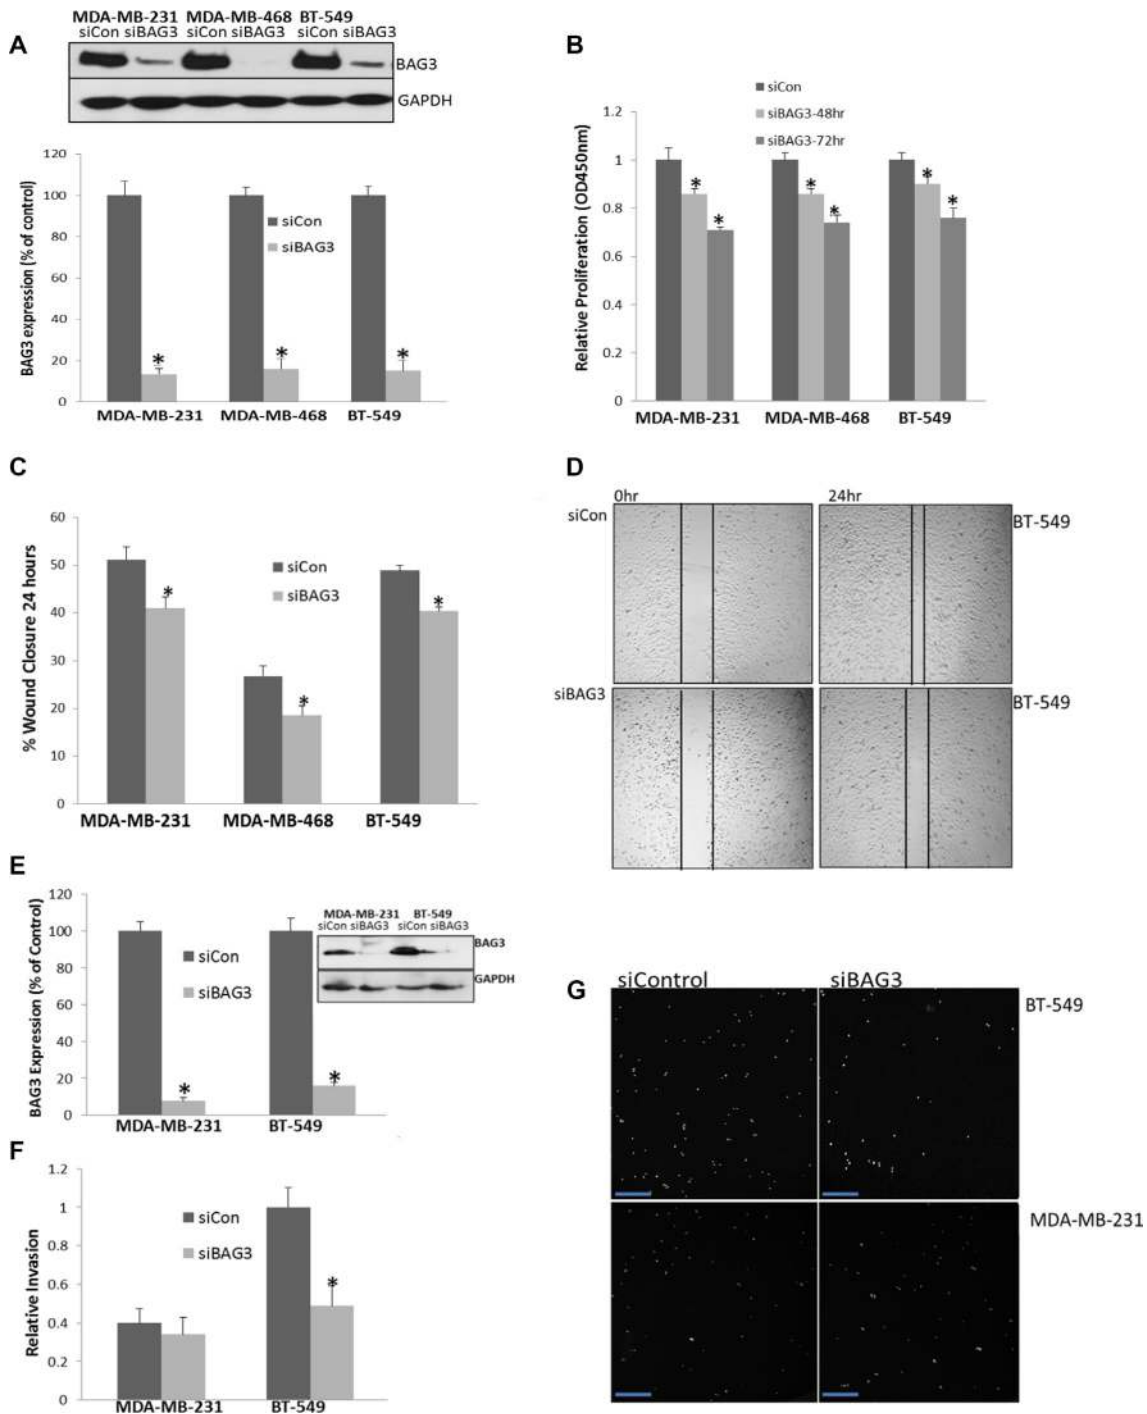 A
MDA-MB-231 MDA-MB-468 BT-549
siCon siBAG3 siCon siBAG3 siCon siBAG3
BAG3
GAPDH
BAG3 expression (% of control)
120
100
80
60
40
20
0
siCon
siBAG3
*
*
*
MDA-MB-231 MDA-MB-468 BT-549
B
siCon
siBAG3-48hr
siBAG3-72hr
Relative Proliferation (OD450nm)
1.2
1
0.8
0.6
0.4
0.2
0
*
*
*
*
*
*
MDA-MB-231 MDA-MB-468 BT-549
C
% Wound Closure 24 hours
60
50
40
30
20
10
0
siCon
siBAG3
*
*
*
MDA-MB-231 MDA-MB-468 BT-549
D
0hr 24hr
siCon BT-549
siBAG3 BT-549
E
BAG3 Expression (% of Control)
120
100
80
60
40
20
0
siCon
siBAG3
*
*
MDA-MB-231 BT-549
MDA-MB-231 BT-549
siCon siBAG3 siCon siBAG3
BAG3
GAPDH
F
Relative Invasion
1.2
1
0.8
0.6
0.4
0.2
0
siCon
siBAG3
*
MDA-MB-231 BT-549
G
siControl siBAG3
BT-549
MDA-MB-231